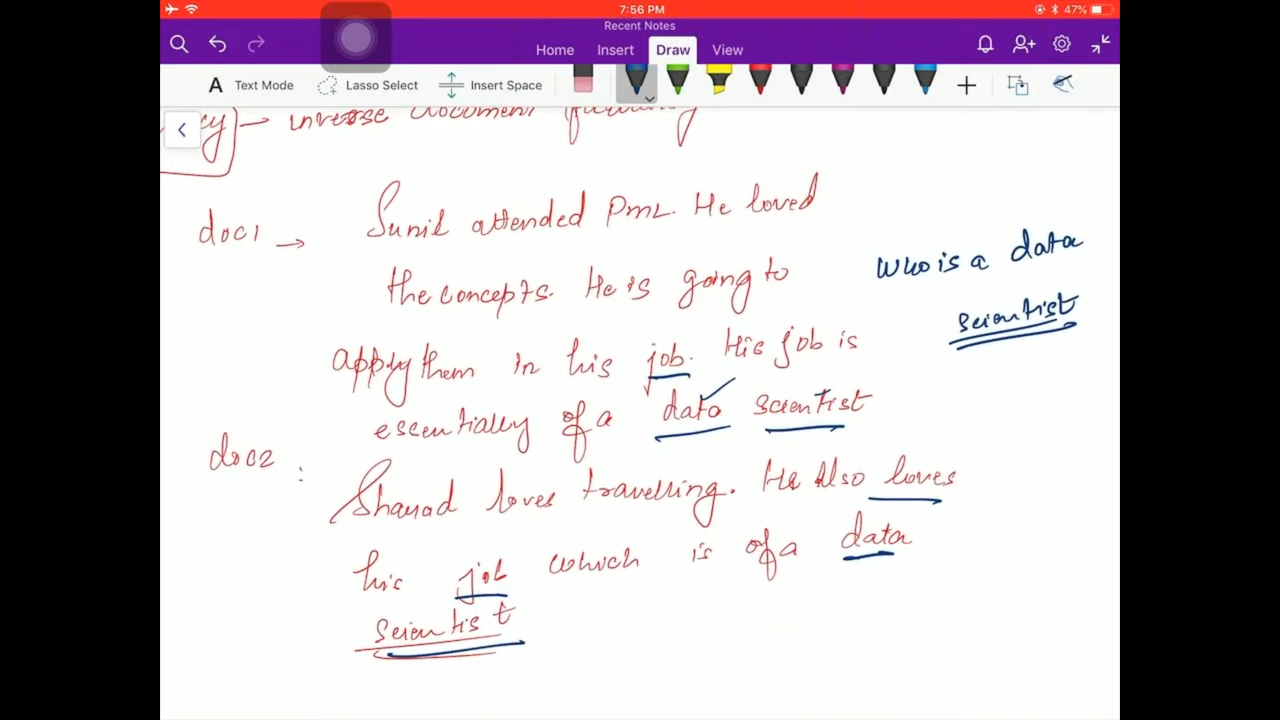 7:56 PM
47%
Recent Notes
Home Insert Draw View
A Text Mode Lasso Select Insert Space
cy → inverse document
doc1 → Sunil attended PML. He loved
the concepts. He is going to
apply them in his job. His job is
essentially of a data scientist
who is a data
scientist
doc2 : Sharad loves travelling. He also loves
his job which is of a data
scientist